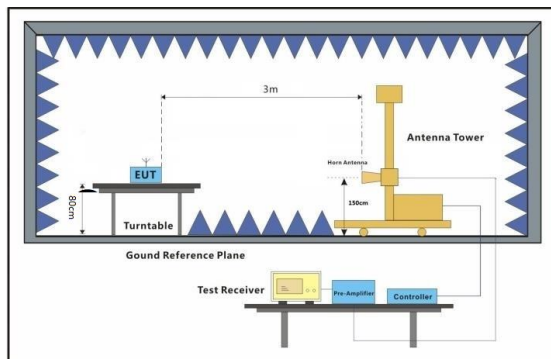 3m
Antenna Tower
Horn Antenna
EUT
150cm
80cm
Turntable
Gound Reference Plane
Test Receiver
Pre-Amplifier
Controller